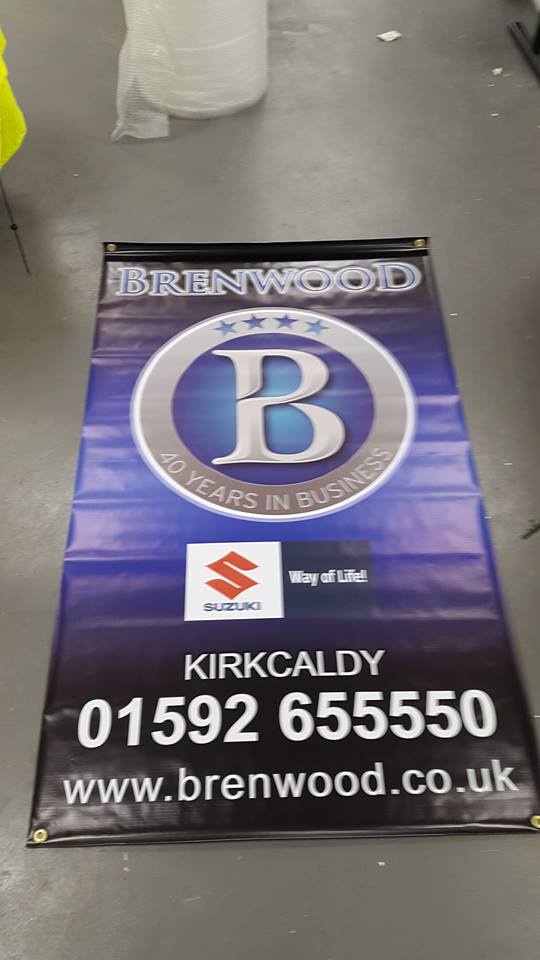 BRENWOOD
B
40 YEARS IN BUSINESS
SUZUKI
Way of Life!
KIRKCALDY
01592 655550
www.brenwood.co.uk